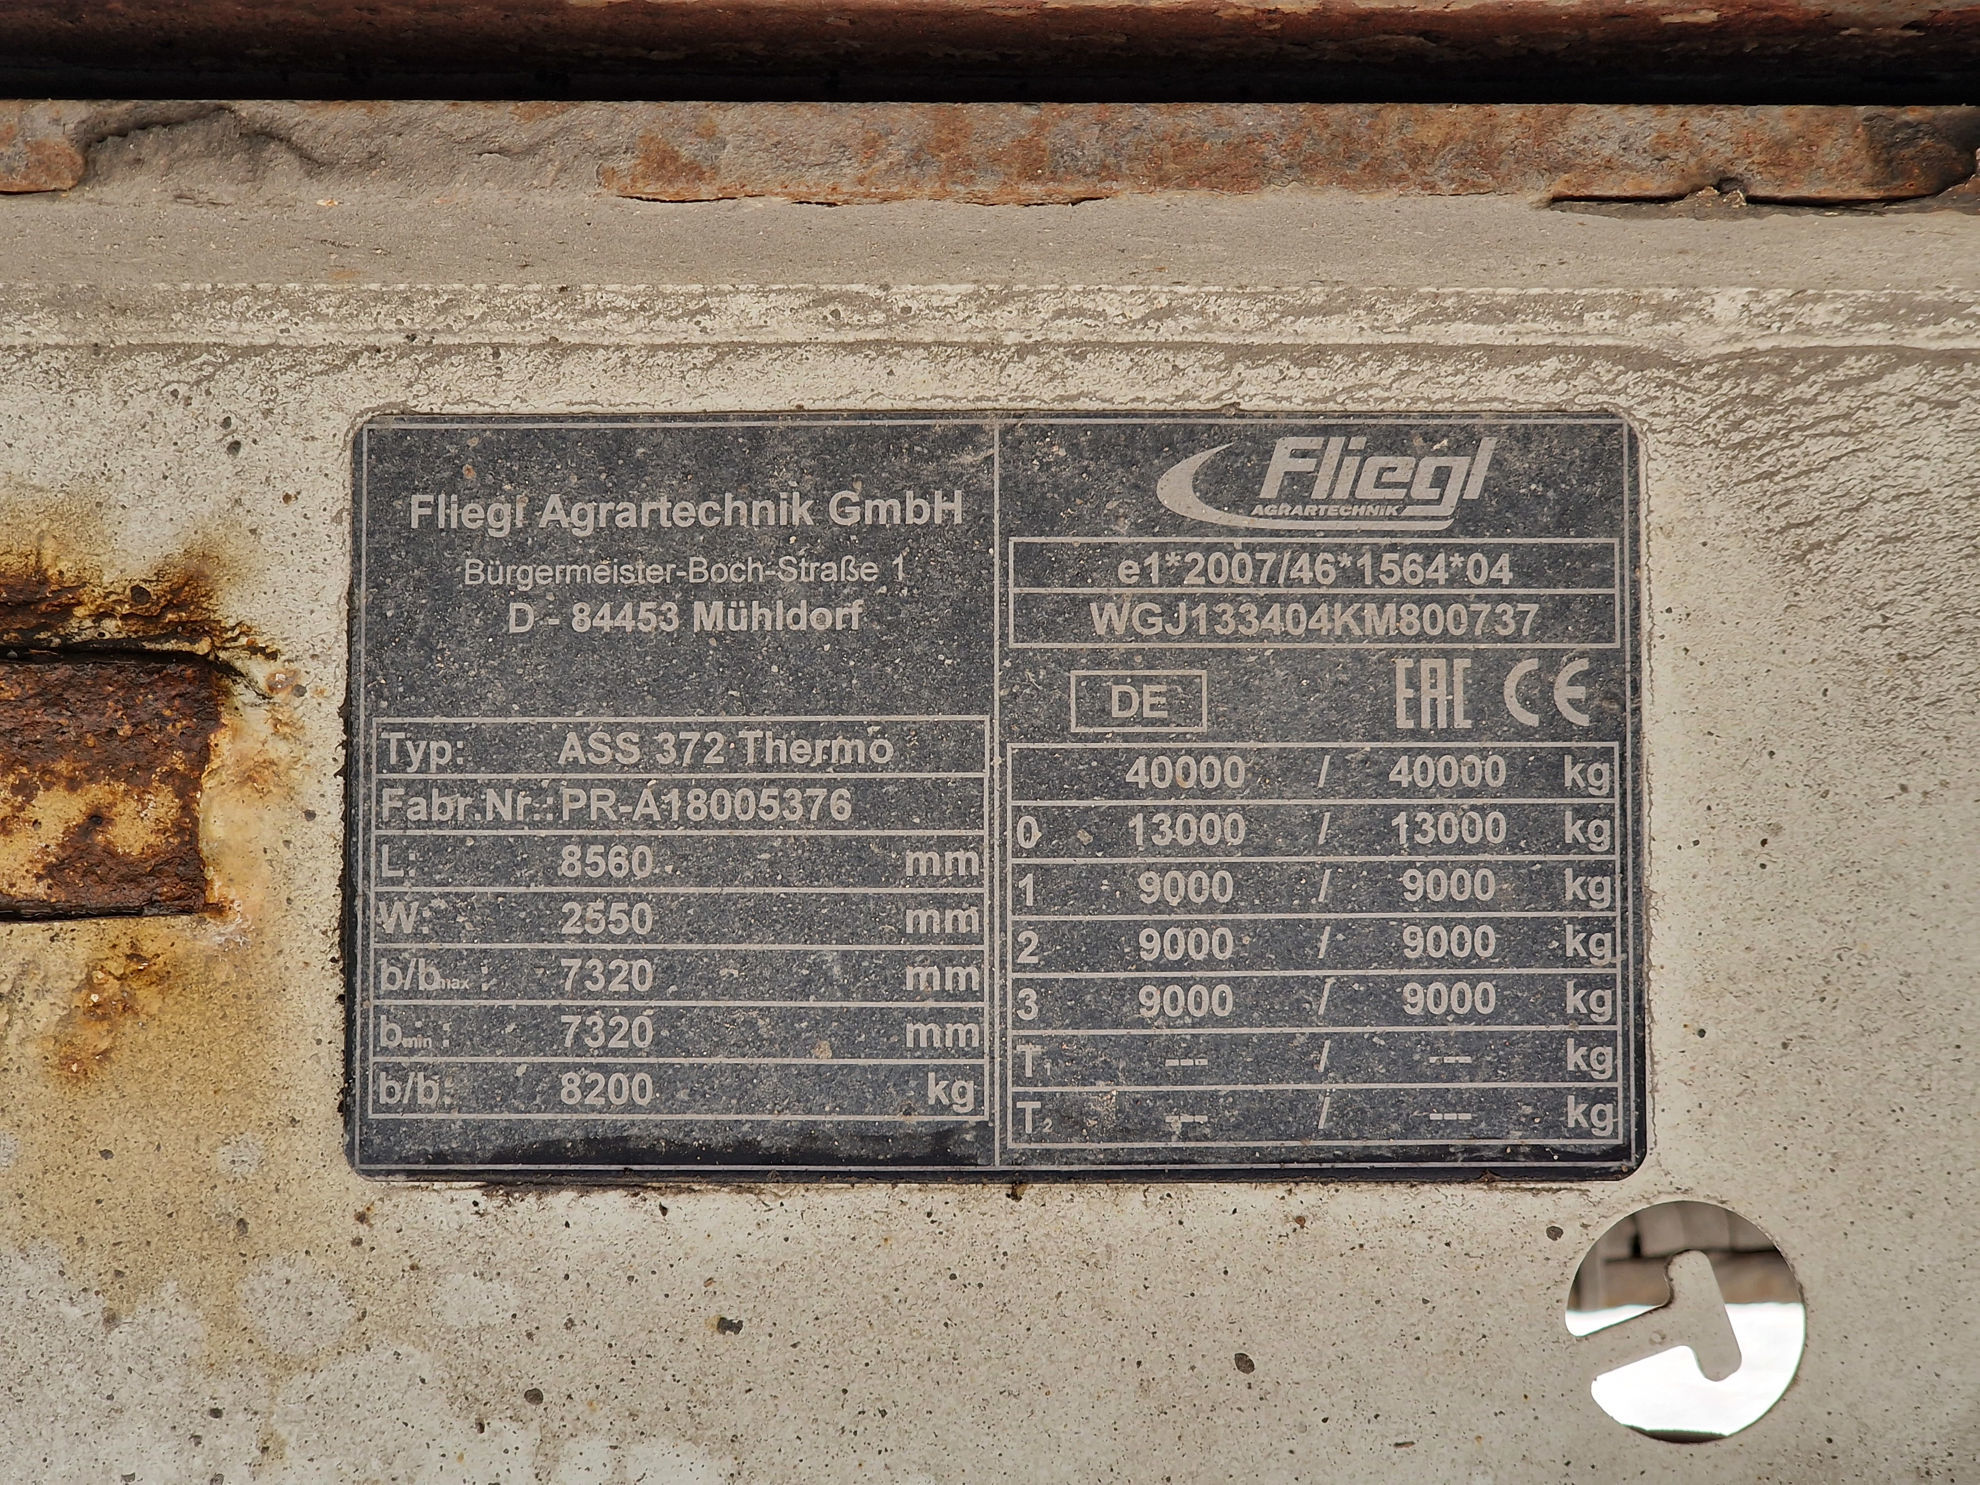 Fliegl Agrartechnik GmbH
Bürgermeister-Boch-Straße 1
D - 84453 Mühldorf
Typ: ASS 372 Thermo
Fabr.Nr.: PR-A18005376
L: 8560 mm
W: 2550 mm
b/bmax : 7320 mm
bmin : 7320 mm
b/b: 8200 kg
Fliegl
AGRARTECHNIK
e1*2007/46*1564*04
WGJ133404KM800737
DE EAC CE
40000 / 40000 kg
0 13000 / 13000 kg
1 9000 / 9000 kg
2 9000 / 9000 kg
3 9000 / 9000 kg
T1 --- / --- kg
T2 --- / --- kg